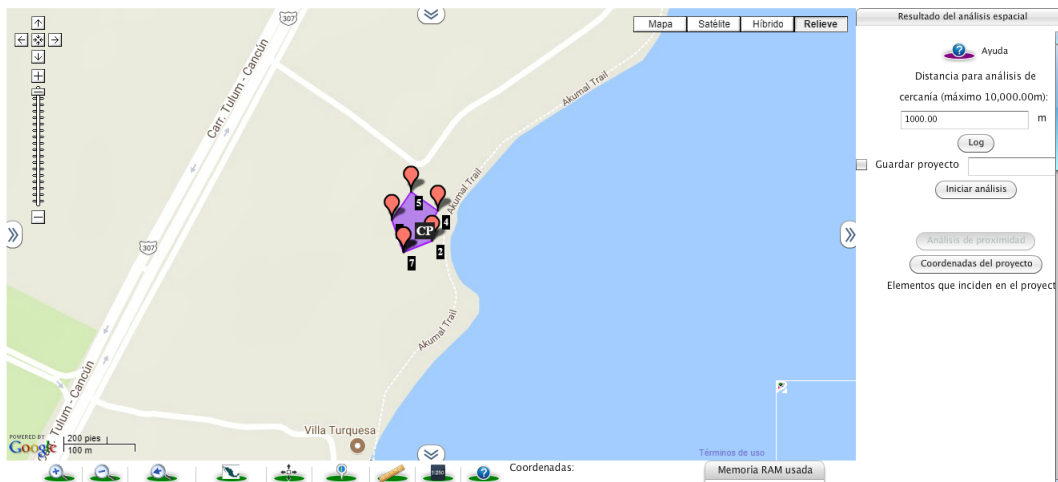 307
Mapa
Satélite
Híbrido
Relieve
Carr. Tulum - Cancún
Akumal Trail
Akumal Trail
5
4
CP
2
7
307
Akumal Trail
Tulum - Cancún
Villa Turquesa
POWERED BY
Google
200 pies
100 m
Términos de uso
Coordenadas:
Memoria RAM usada
1:250
Resultado del análisis espacial
Ayuda
Distancia para análisis de
cercanía (máximo 10,000.00m):
1000.00 m
Log
Guardar proyecto
Iniciar análisis
Análisis de proximidad
Coordenadas del proyecto
Elementos que inciden en el proyect